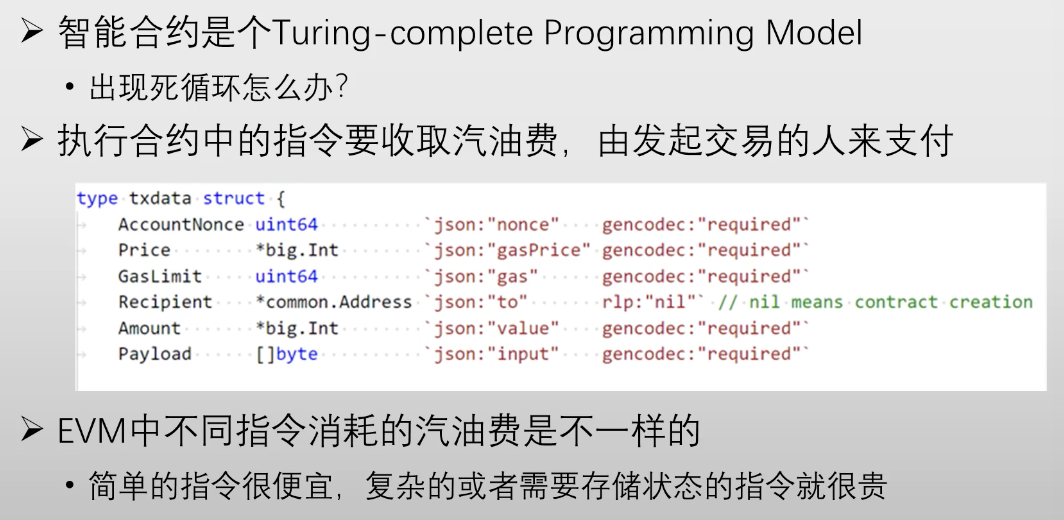 智能合约是个Turing-complete Programming Model
出现死循环怎么办?
执行合约中的指令要收取汽油费，由发起交易的人来支付
type txdata struct {
AccountNonce uint64 `json:"nonce" gencodec:"required"`
Price *big.Int `json:"gasPrice" gencodec:"required"`
GasLimit uint64 `json:"gas" gencodec:"required"`
Recipient *common.Address `json:"to" rlp:"nil"` // nil means contract creation
Amount *big.Int `json:"value" gencodec:"required"`
Payload []byte `json:"input" gencodec:"required"`
EVM中不同指令消耗的汽油费是不一样的
简单的指令很便宜，复杂的或者需要存储状态的指令就很贵